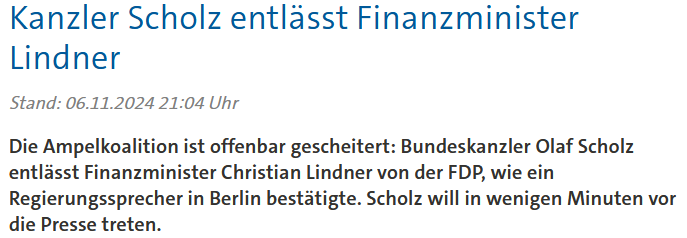 Kanzler Scholz entlässt Finanzminister
Lindner
Stand: 06.11.2024 21:04 Uhr
Die Ampelkoalition ist offenbar gescheitert: Bundeskanzler Olaf Scholz
entlässt Finanzminister Christian Lindner von der FDP, wie ein
Regierungssprecher in Berlin bestätigte. Scholz will in wenigen Minuten vor
die Presse treten.